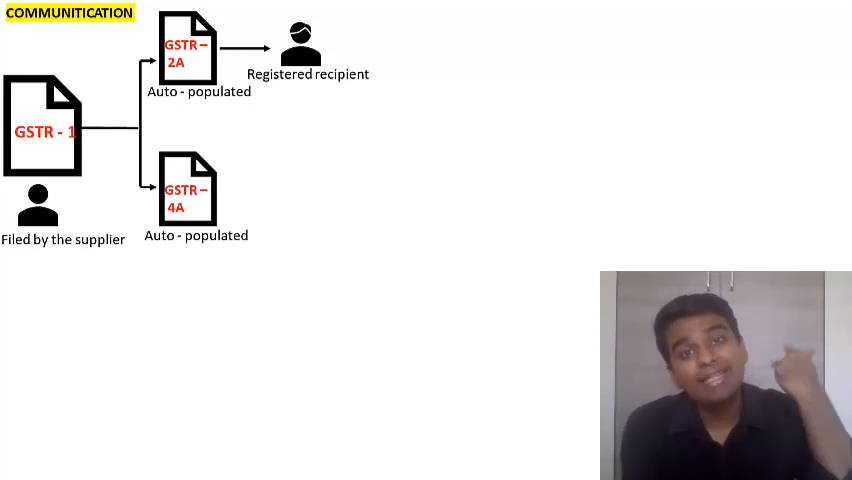 COMMUNITICATION
GSTR –
2A
Registered recipient
Auto - populated
GSTR - 1
GSTR –
4A
Filed by the supplier
Auto - populated